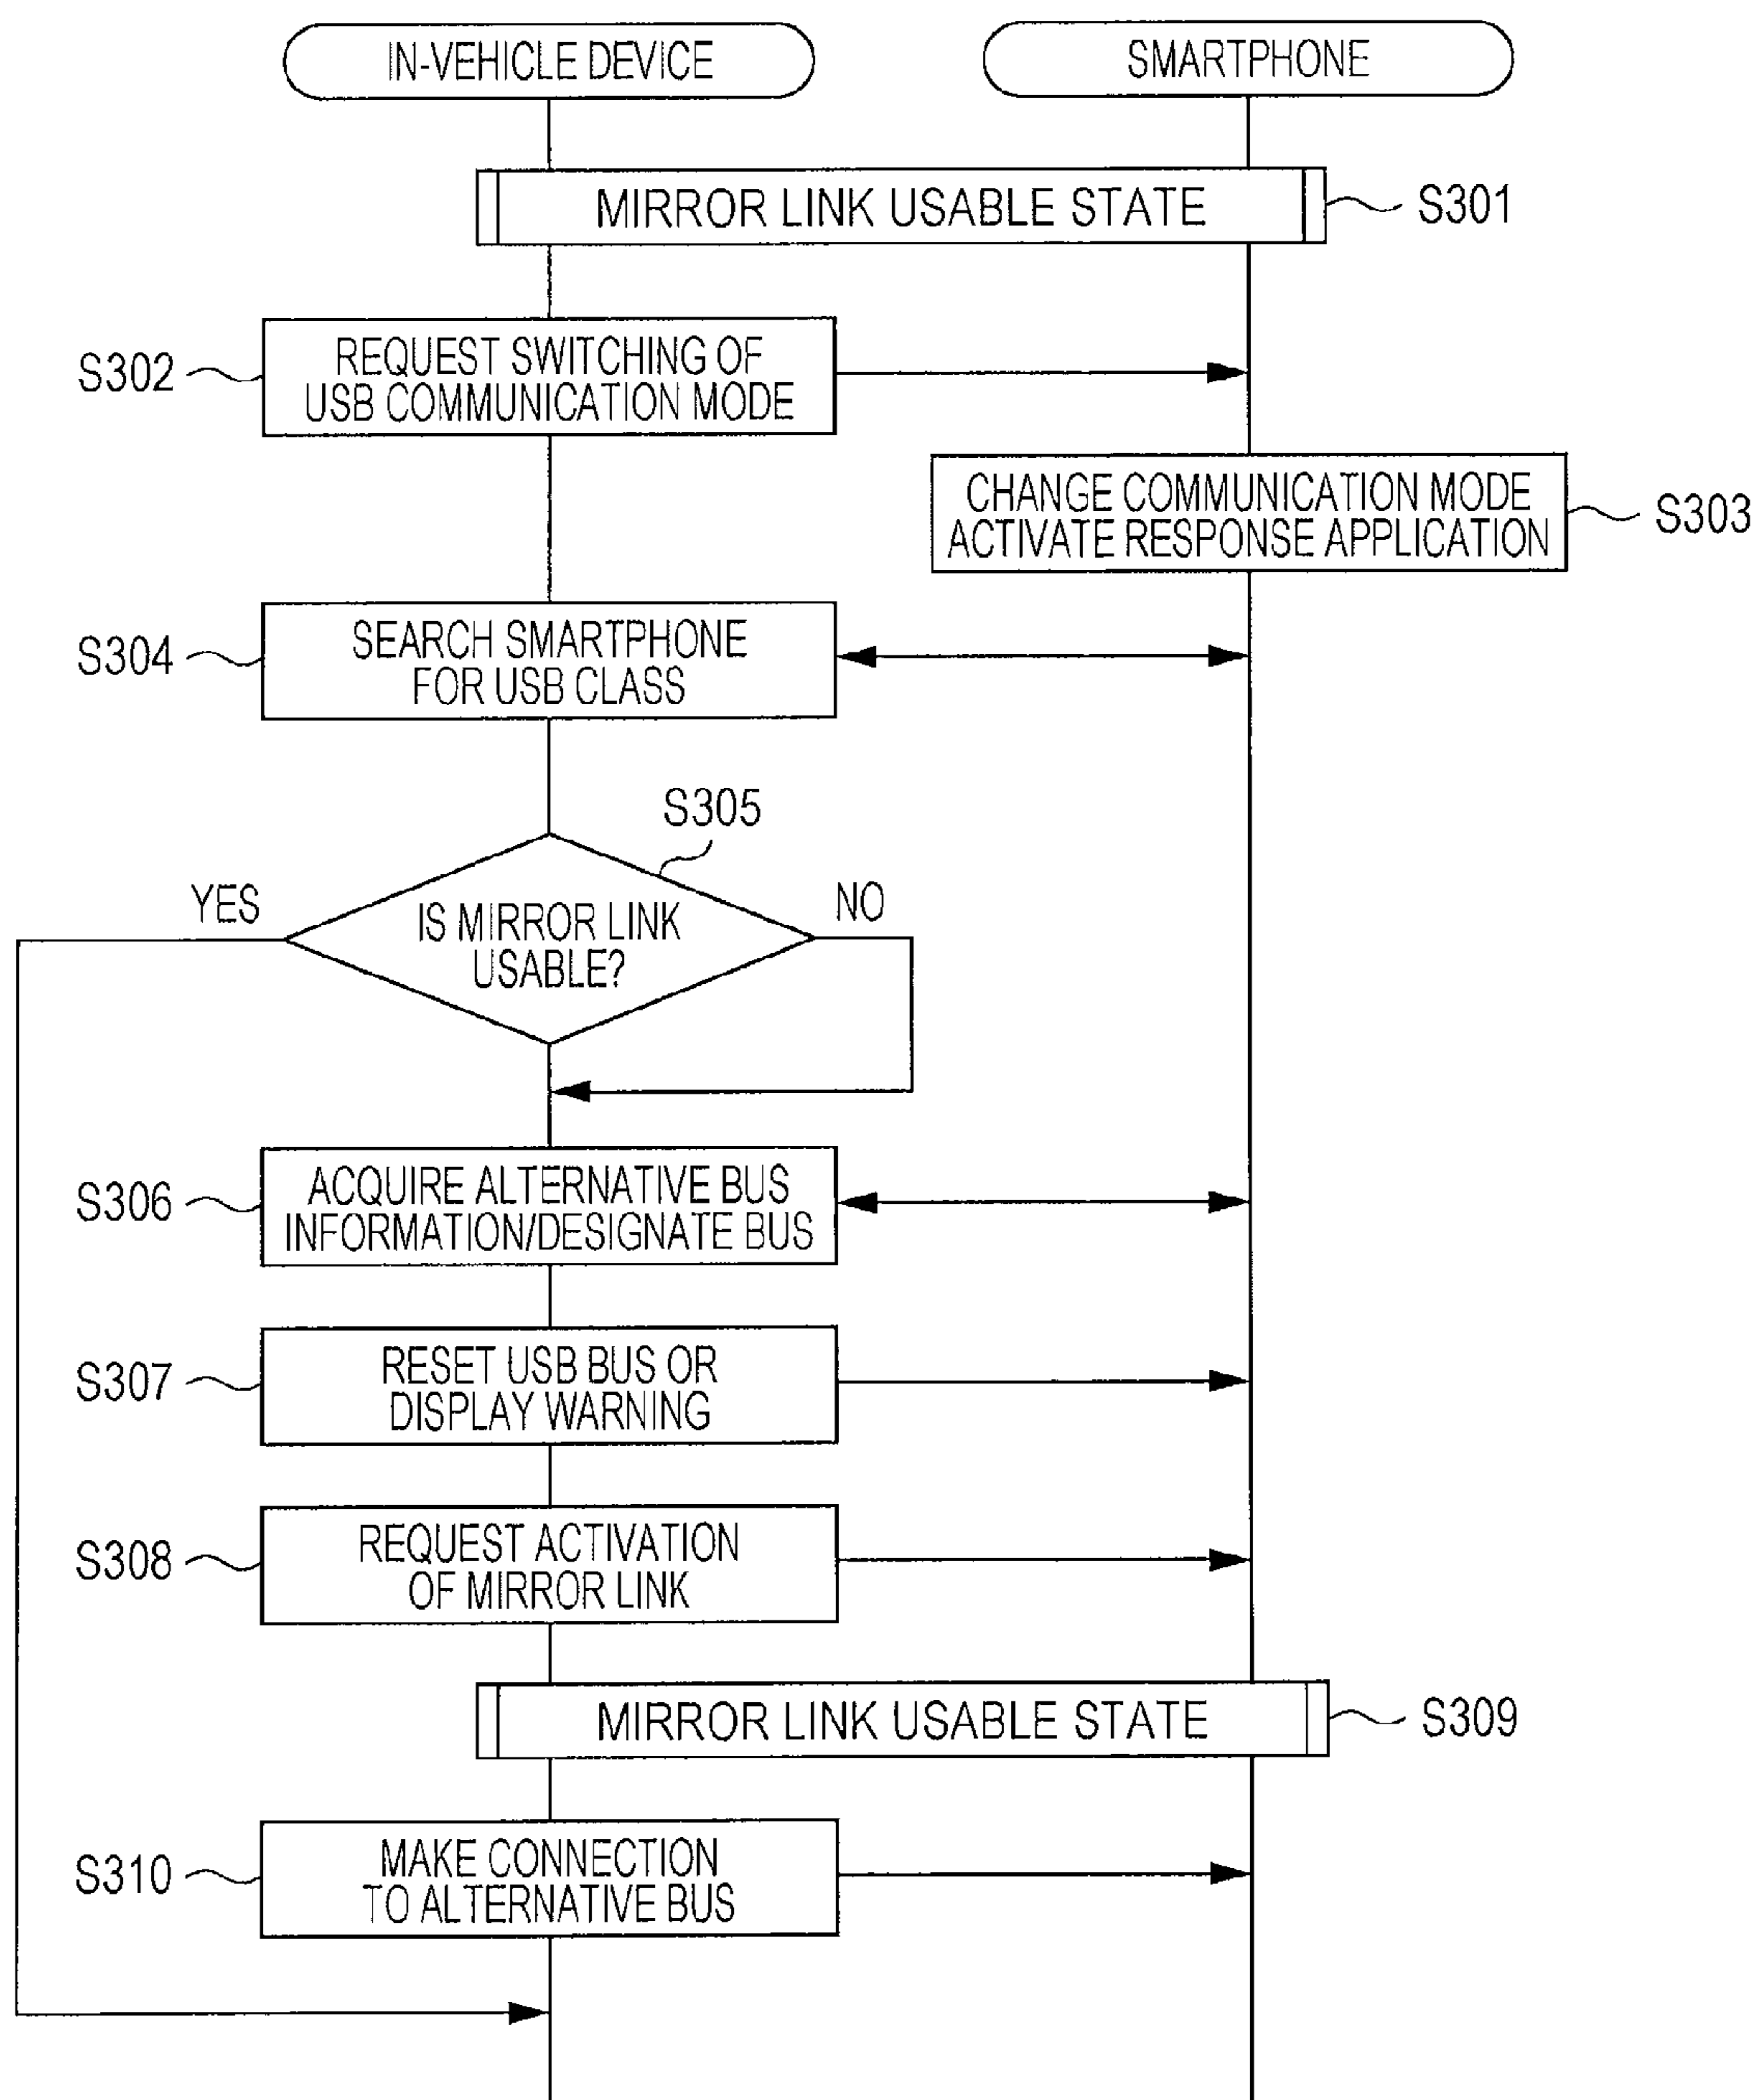 IN-VEHICLE DEVICE
SMARTPHONE
MIRROR LINK USABLE STATE
S301
S302
REQUEST SWITCHING OF
USB COMMUNICATION MODE
CHANGE COMMUNICATION MODE
ACTIVATE RESPONSE APPLICATION
S303
S304
SEARCH SMARTPHONE
FOR USB CLASS
S305
YES
NO
IS MIRROR LINK
USABLE?
S306
ACQUIRE ALTERNATIVE BUS
INFORMATION/DESIGNATE BUS
S307
RESET USB BUS OR
DISPLAY WARNING
S308
REQUEST ACTIVATION
OF MIRROR LINK
MIRROR LINK USABLE STATE
S309
S310
MAKE CONNECTION
TO ALTERNATIVE BUS